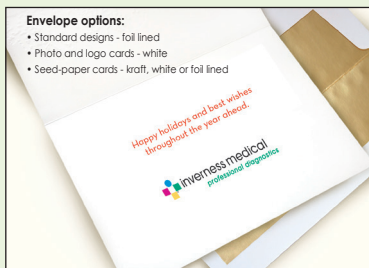 Envelope options:
• Standard designs - foil lined
• Photo and logo cards - white
• Seed-paper cards - kraft, white or foil lined
Happy holidays and best wishes
throughout the year ahead.
inverness medical
professional diagnostics